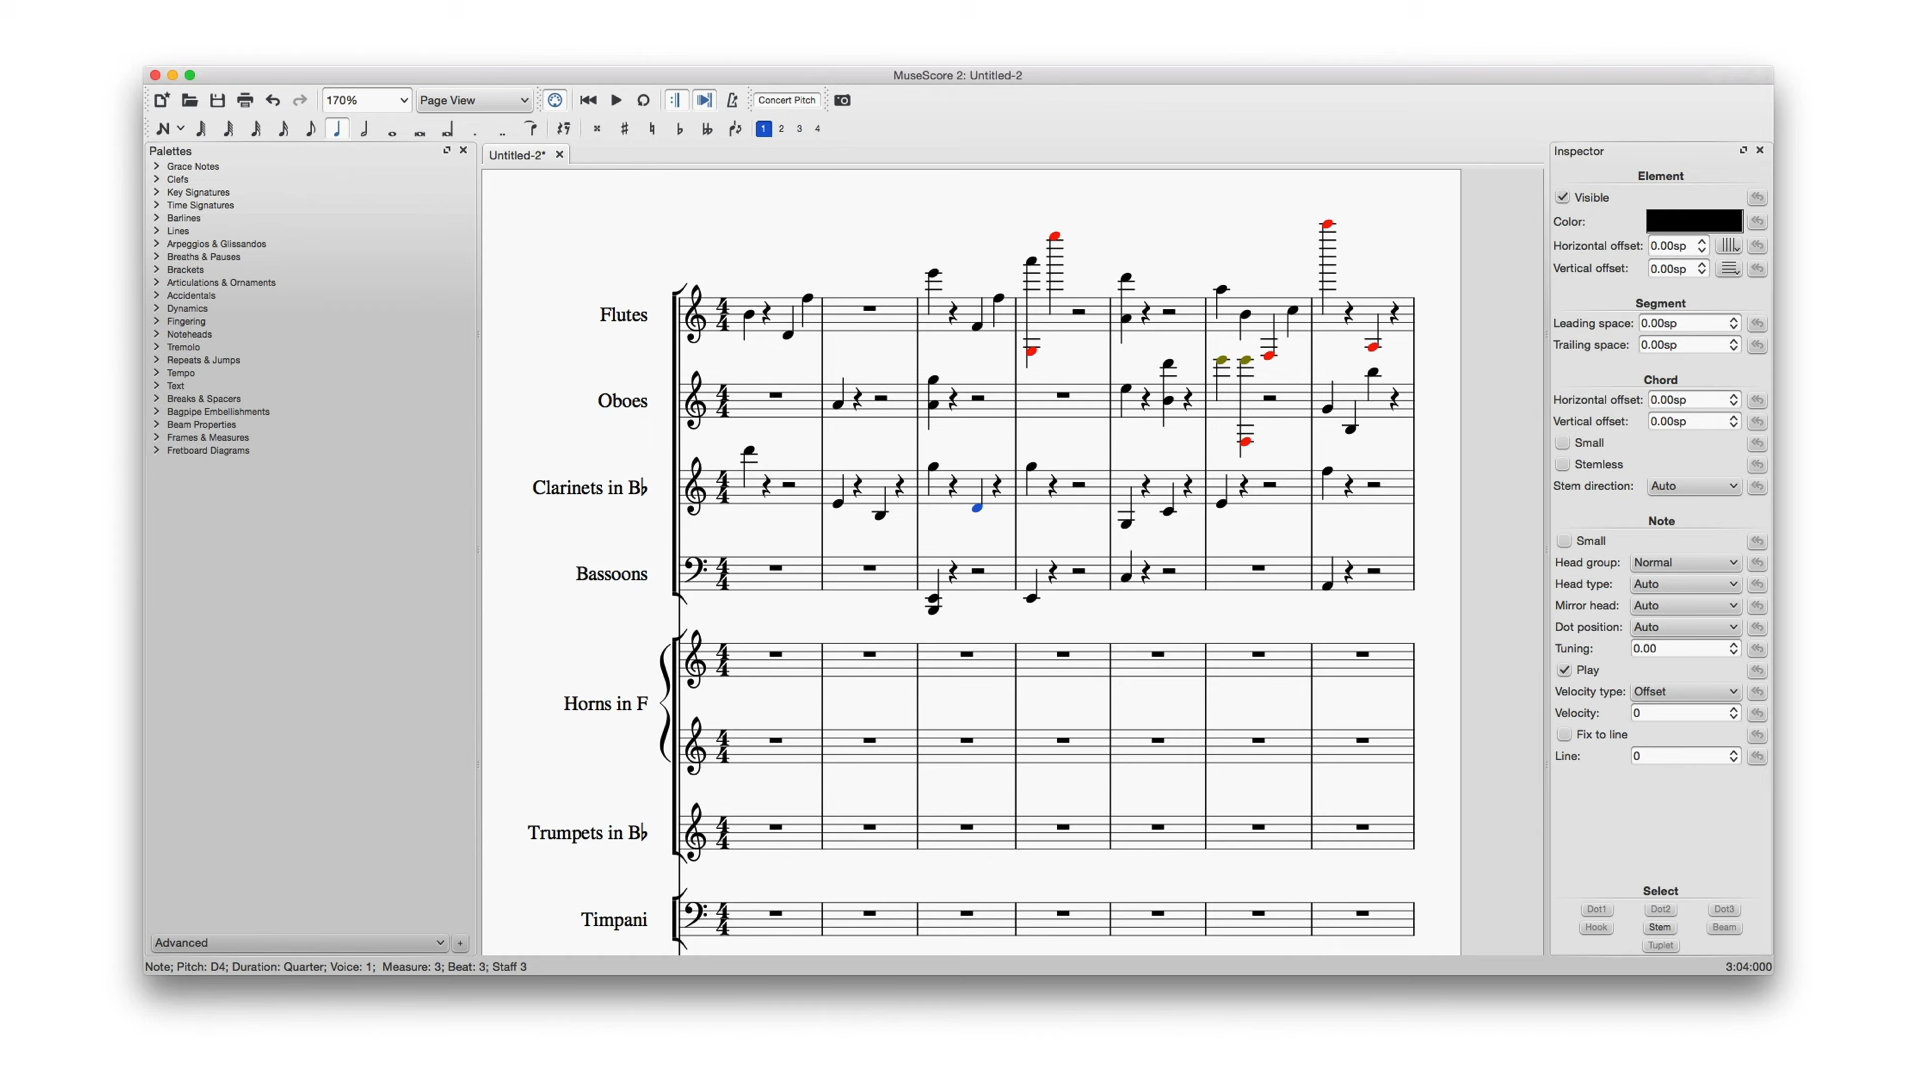 MuseScore 2: Untitled-2
170%
Page View
Concert Pitch
1 2 3 4
Palettes
Grace Notes
Clefs
Key Signatures
Time Signatures
Barlines
Lines
Arpeggios & Glissandos
Breaths & Pauses
Brackets
Articulations & Ornaments
Accidentals
Dynamics
Fingering
Noteheads
Tremolo
Repeats & Jumps
Tempo
Text
Breaks & Spacers
Bagpipe Embellishments
Beam Properties
Frames & Measures
Fretboard Diagrams
Advanced
+
Untitled-2*
Flutes
Oboes
Clarinets in B♭
Bassoons
Horns in F
Trumpets in B♭
Timpani
Inspector
Element
Visible
Color:
Horizontal offset: 0.00sp
Vertical offset: 0.00sp
Segment
Leading space: 0.00sp
Trailing space: 0.00sp
Chord
Horizontal offset: 0.00sp
Vertical offset: 0.00sp
Small
Stemless
Stem direction: Auto
Note
Small
Head group: Normal
Head type: Auto
Mirror head: Auto
Dot position: Auto
Tuning: 0.00
Play
Velocity type: Offset
Velocity: 0
Fix to line
Line: 0
Select
Dot1 Dot2 Dot3
Hook Stem Beam
Tuplet
Note; Pitch: D4; Duration: Quarter; Voice: 1; Measure: 3; Beat: 3; Staff 3
3:04:000